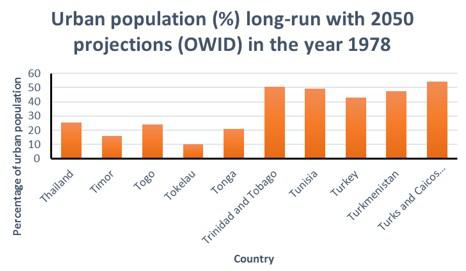 Urban population (%) long-run with 2050
projections (OWID) in the year 1978
Percentage of urban population
60
50
40
30
20
10
0
Thailand
Timor
Togo
Tokelau
Tonga
Trinidad and Tobago
Tunisia
Turkey
Turkmenistan
Turks and Caicos...
Country